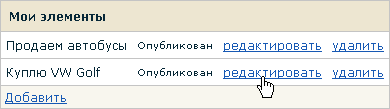 Мои элементы
Продаем автобусы Опубликован редактировать удалить
Куплю VW Golf Опубликован редактировать удалить
Добавить